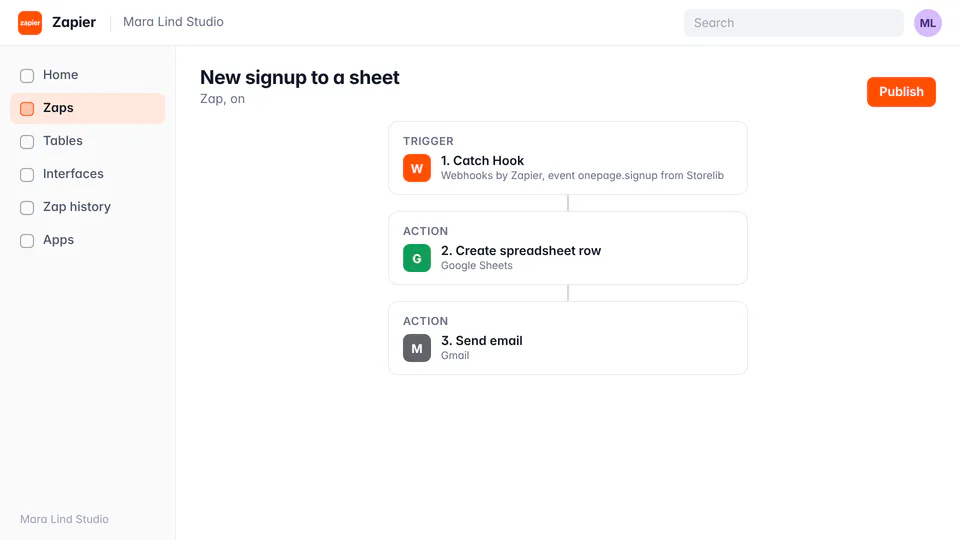 zapier
Zapier
Mara Lind Studio
Search
ML
Home
Zaps
Tables
Interfaces
Zap history
Apps
Mara Lind Studio
New signup to a sheet
Zap, on
Publish
TRIGGER
W
1. Catch Hook
Webhooks by Zapier, event onepage.signup from Storelib
ACTION
G
2. Create spreadsheet row
Google Sheets
ACTION
M
3. Send email
Gmail